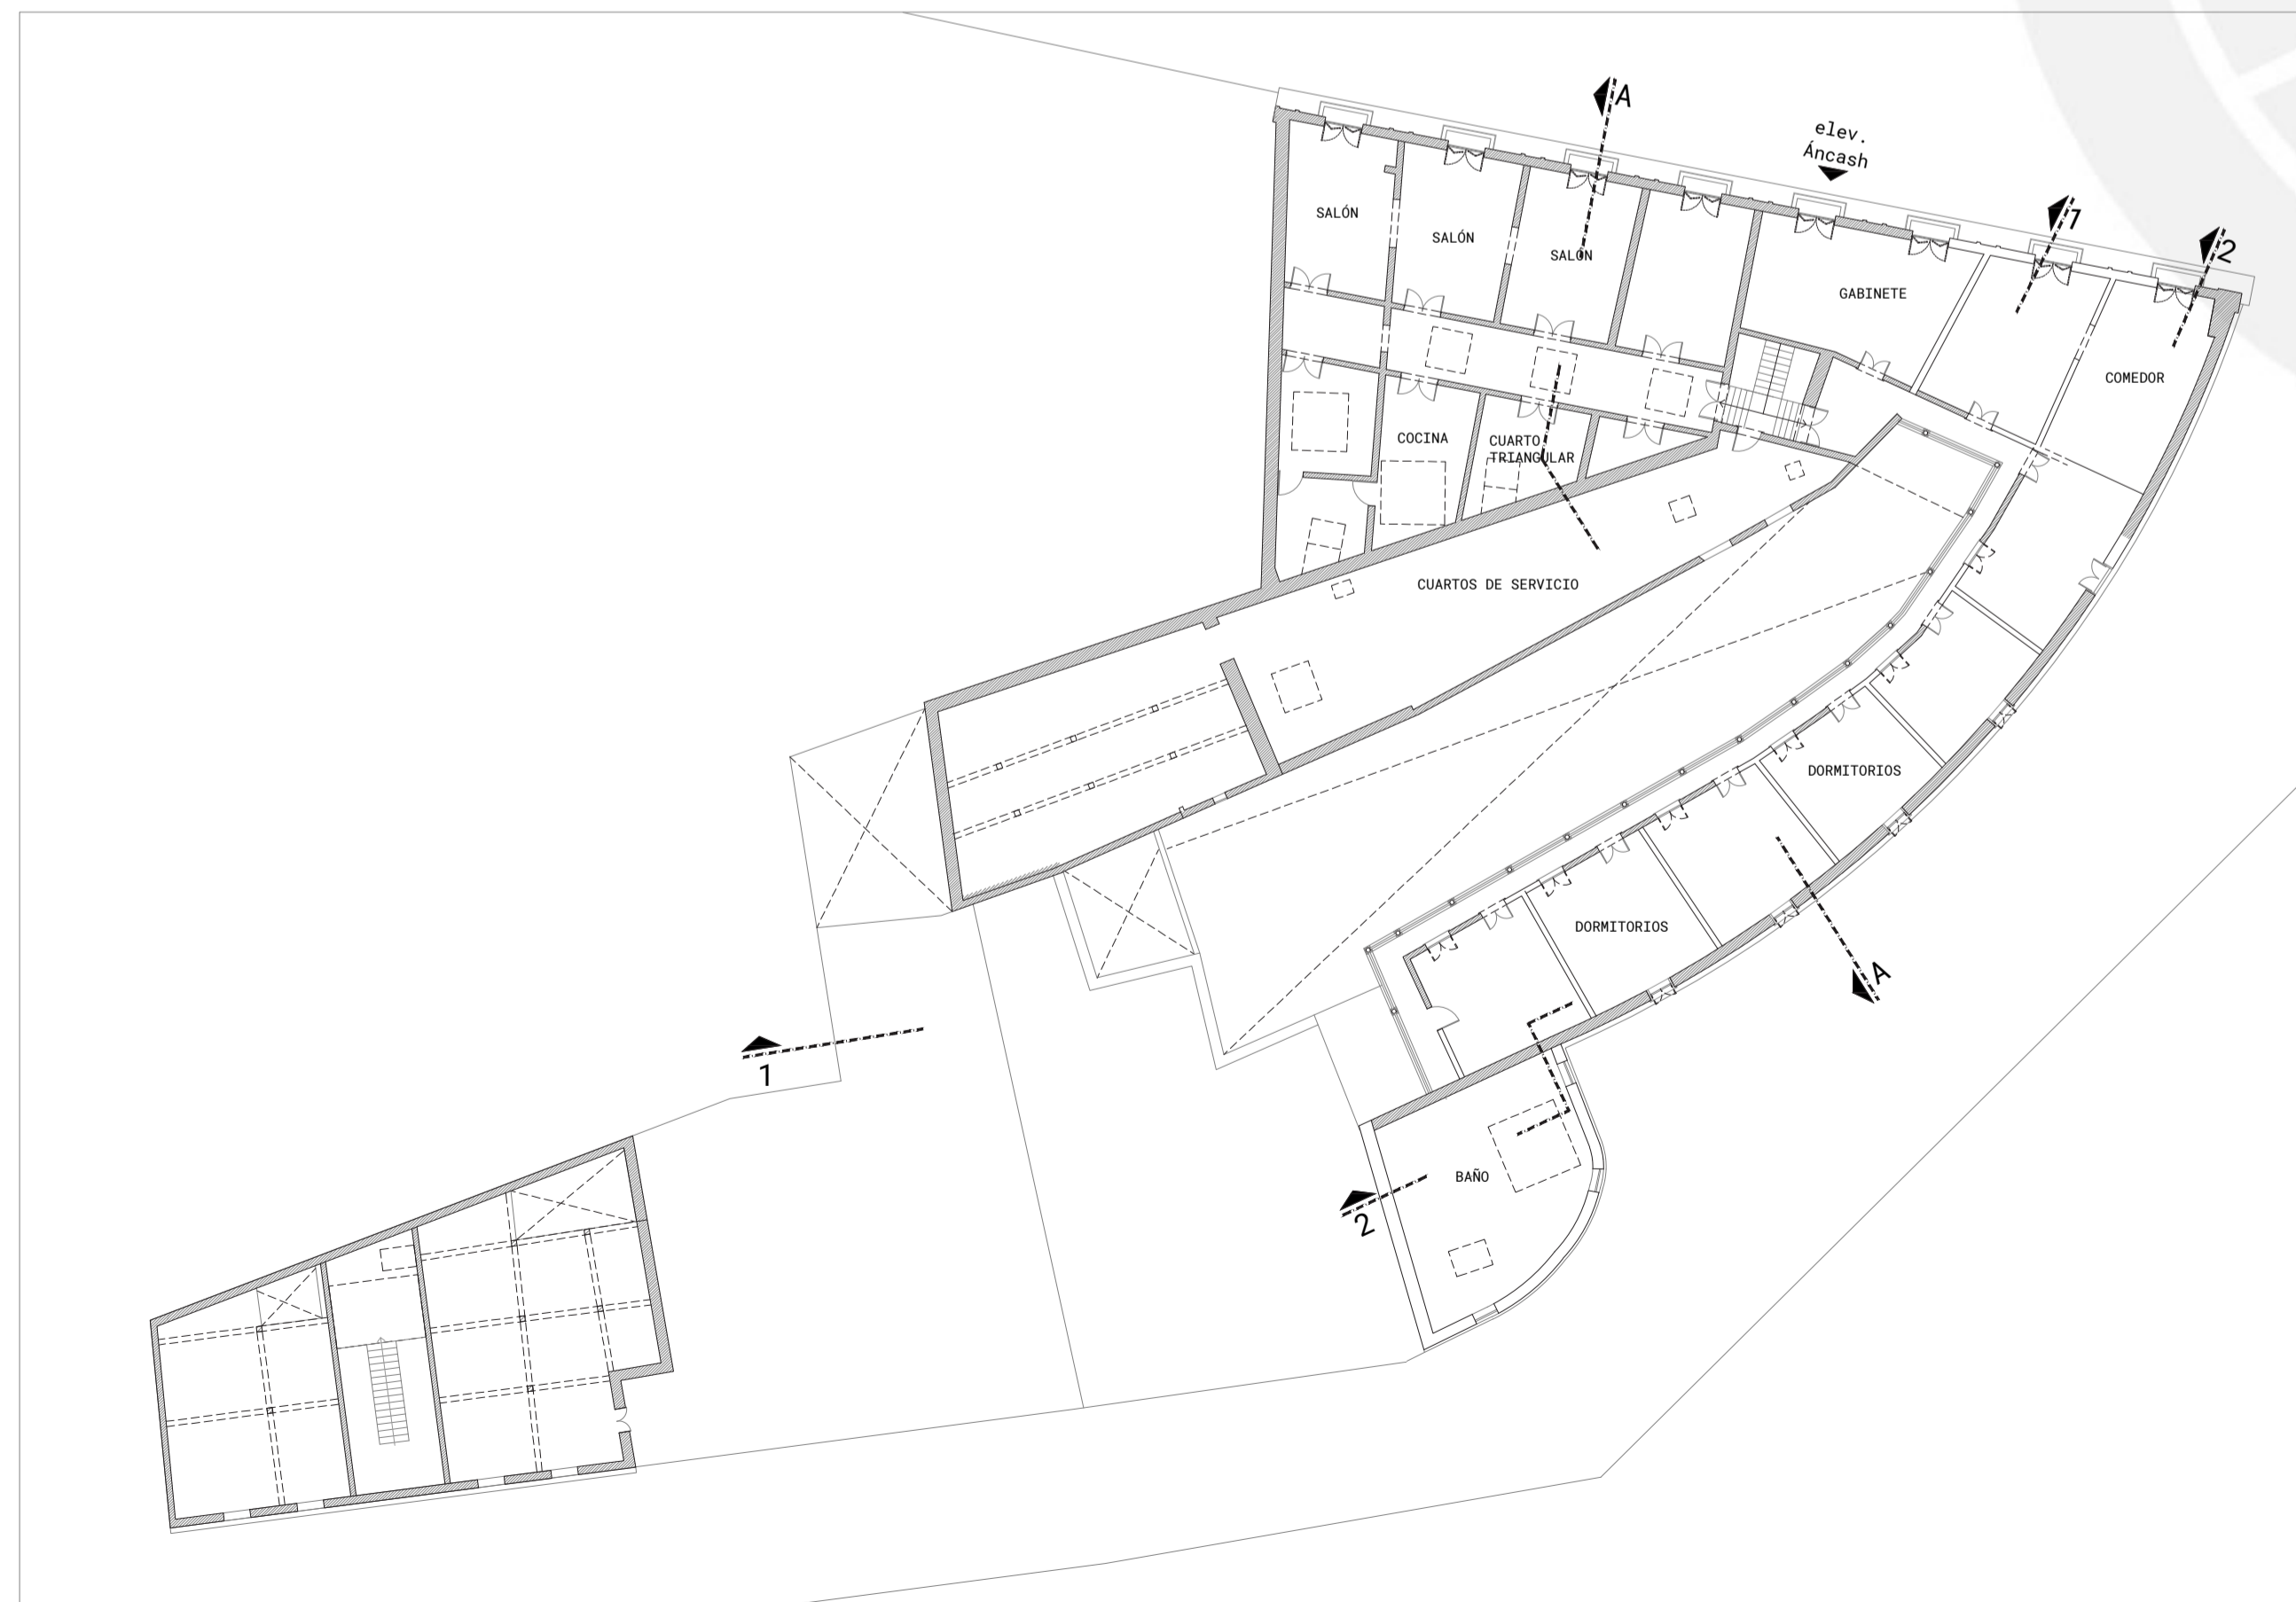 A
elev.
Áncash
1
2
SALÓN
SALÓN
SALÓN
GABINETE
COMEDOR
COCINA
CUARTO
TRIANGULAR
CUARTOS DE SERVICIO
DORMITORIOS
DORMITORIOS
A
1
BAÑO
2